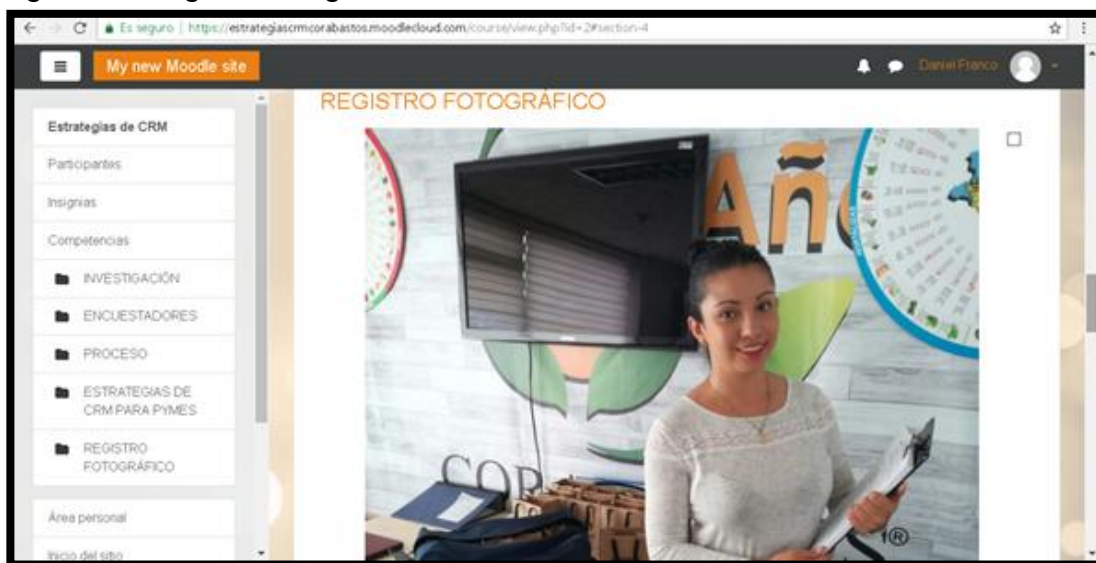 Es seguro | https://estrategiascrmcorabastos.moodlecloud.com/course/view.php?id=2#section-4
My new Moodle site
Daniel Franco
Estrategias de CRM
Participantes
Insignias
Competencias
INVESTIGACIÓN
ENCUESTADORES
PROCESO
ESTRATEGIAS DE
CRM PARA PYMES
REGISTRO
FOTOGRÁFICO
Área personal
Inicio del sitio
REGISTRO FOTOGRÁFICO
Año
COR